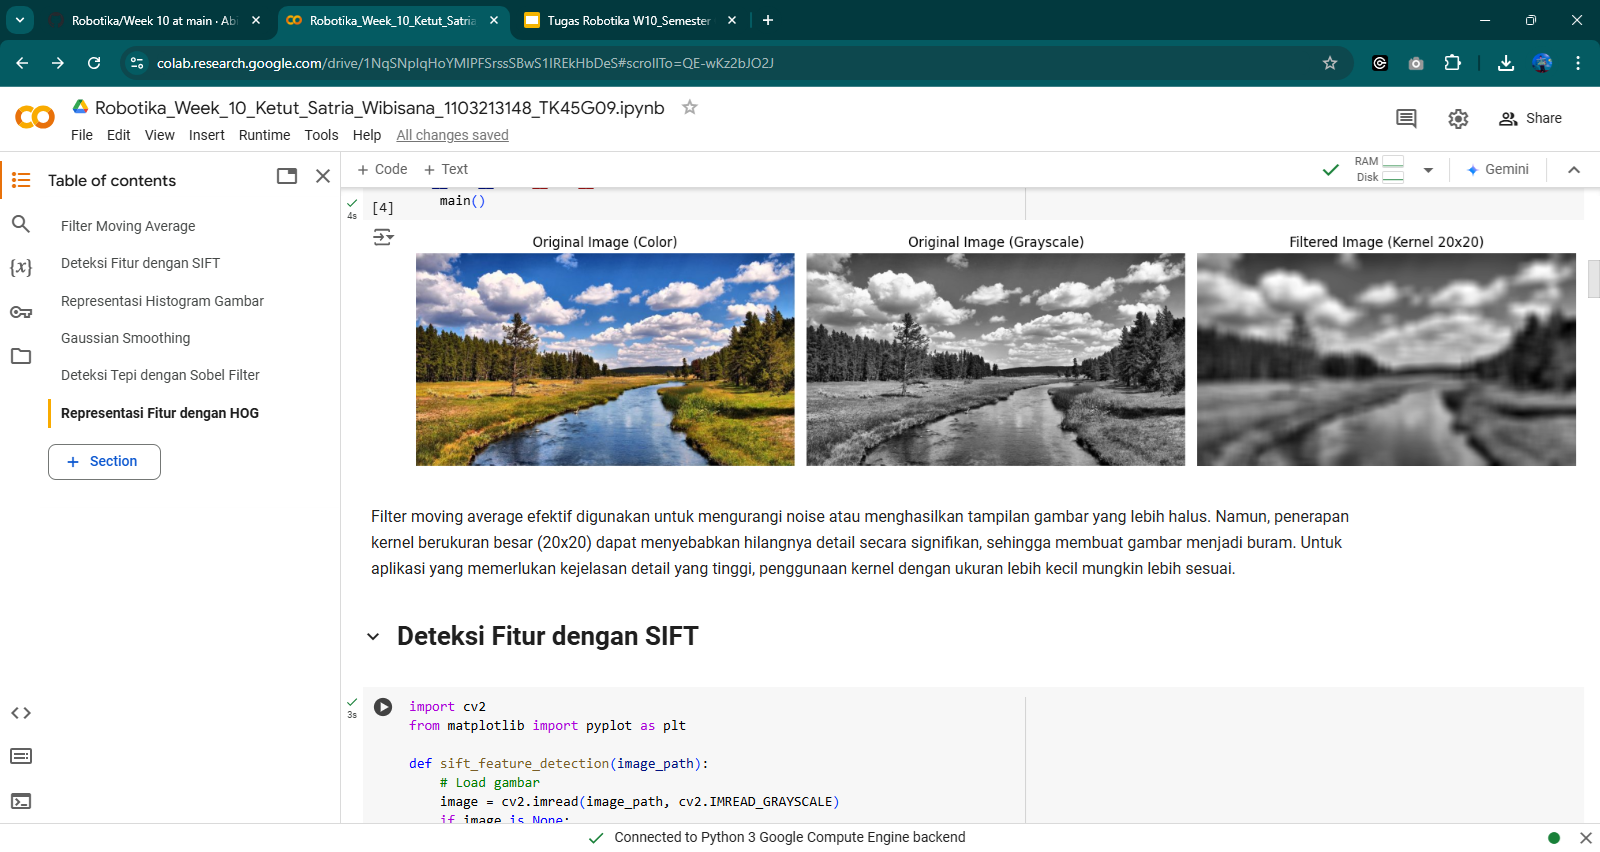 Robotika/Week 10 at main · Abi
Robotika_Week_10_Ketut_Satria
Tugas Robotika W10_Semester
colab.research.google.com/drive/1NqSNpIqHoYMIPFSrssSBwS1IREkHbDeS#scrollTo=QE-wKz2bJO2J
Robotika_Week_10_Ketut_Satria_Wibisana_1103213148_TK45G09.ipynb
File Edit View Insert Runtime Tools Help All changes saved
Share
Table of contents
+ Code + Text
RAM
Disk
Gemini
Filter Moving Average
Deteksi Fitur dengan SIFT
Representasi Histogram Gambar
Gaussian Smoothing
Deteksi Tepi dengan Sobel Filter
Representasi Fitur dengan HOG
+ Section
4s
[4]
main()
Original Image (Color)
Original Image (Grayscale)
Filtered Image (Kernel 20x20)
Filter moving average efektif digunakan untuk mengurangi noise atau menghasilkan tampilan gambar yang lebih halus. Namun, penerapan
kernel berukuran besar (20x20) dapat menyebabkan hilangnya detail secara signifikan, sehingga membuat gambar menjadi buram. Untuk
aplikasi yang memerlukan kejelasan detail yang tinggi, penggunaan kernel dengan ukuran lebih kecil mungkin lebih sesuai.
Deteksi Fitur dengan SIFT
3s
import cv2
from matplotlib import pyplot as plt
def sift_feature_detection(image_path):
# Load gambar
image = cv2.imread(image_path, cv2.IMREAD_GRAYSCALE)
if image is None:
Connected to Python 3 Google Compute Engine backend